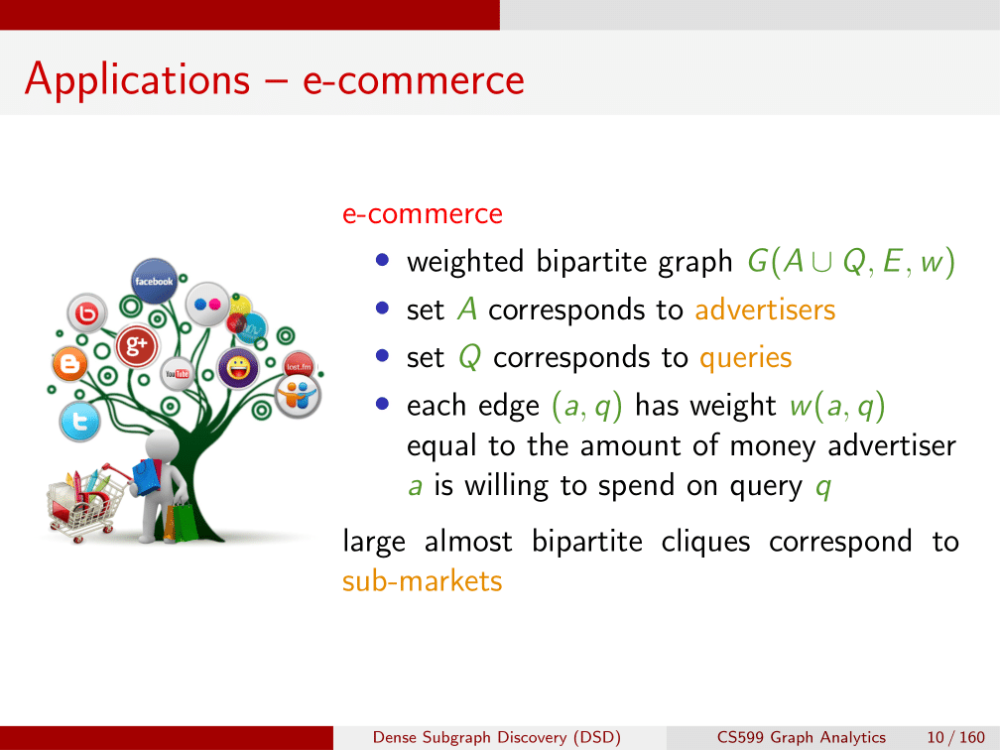 Applications – e-commerce
facebook
g+
You Tube
lost.fm
e-commerce
• weighted bipartite graph G(A ∪ Q, E, w)
• set A corresponds to advertisers
• set Q corresponds to queries
• each edge (a, q) has weight w(a, q)
equal to the amount of money advertiser
a is willing to spend on query q
large almost bipartite cliques correspond to
sub-markets
Dense Subgraph Discovery (DSD)
CS599 Graph Analytics
10 / 160